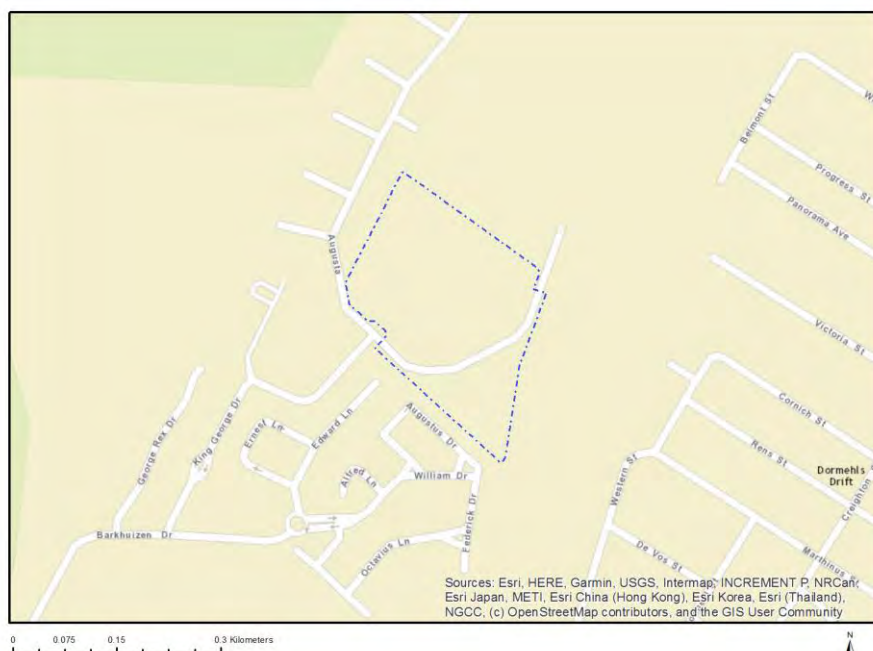 Belmont St
Progress St
Panorama Ave
Victoria St
Augusta
Cornich St
Rens St
Dormehls
Drift
Western St
De Vos St
Marthinus St
George Rex Dr
King George Dr
Ernest Ln
Edward Ln
Augustus Dr
Alfred Ln
William Dr
Federick Dr
Octavius Ln
Barkhuizen Dr
Sources: Esri, HERE, Garmin, USGS, Intermap, INCREMENT P, NRCan,
Esri Japan, METI, Esri China (Hong Kong), Esri Korea, Esri (Thailand),
NGCC, (c) OpenStreetMap contributors, and the GIS User Community
0 0.075 0.15 0.3 Kilometers
N